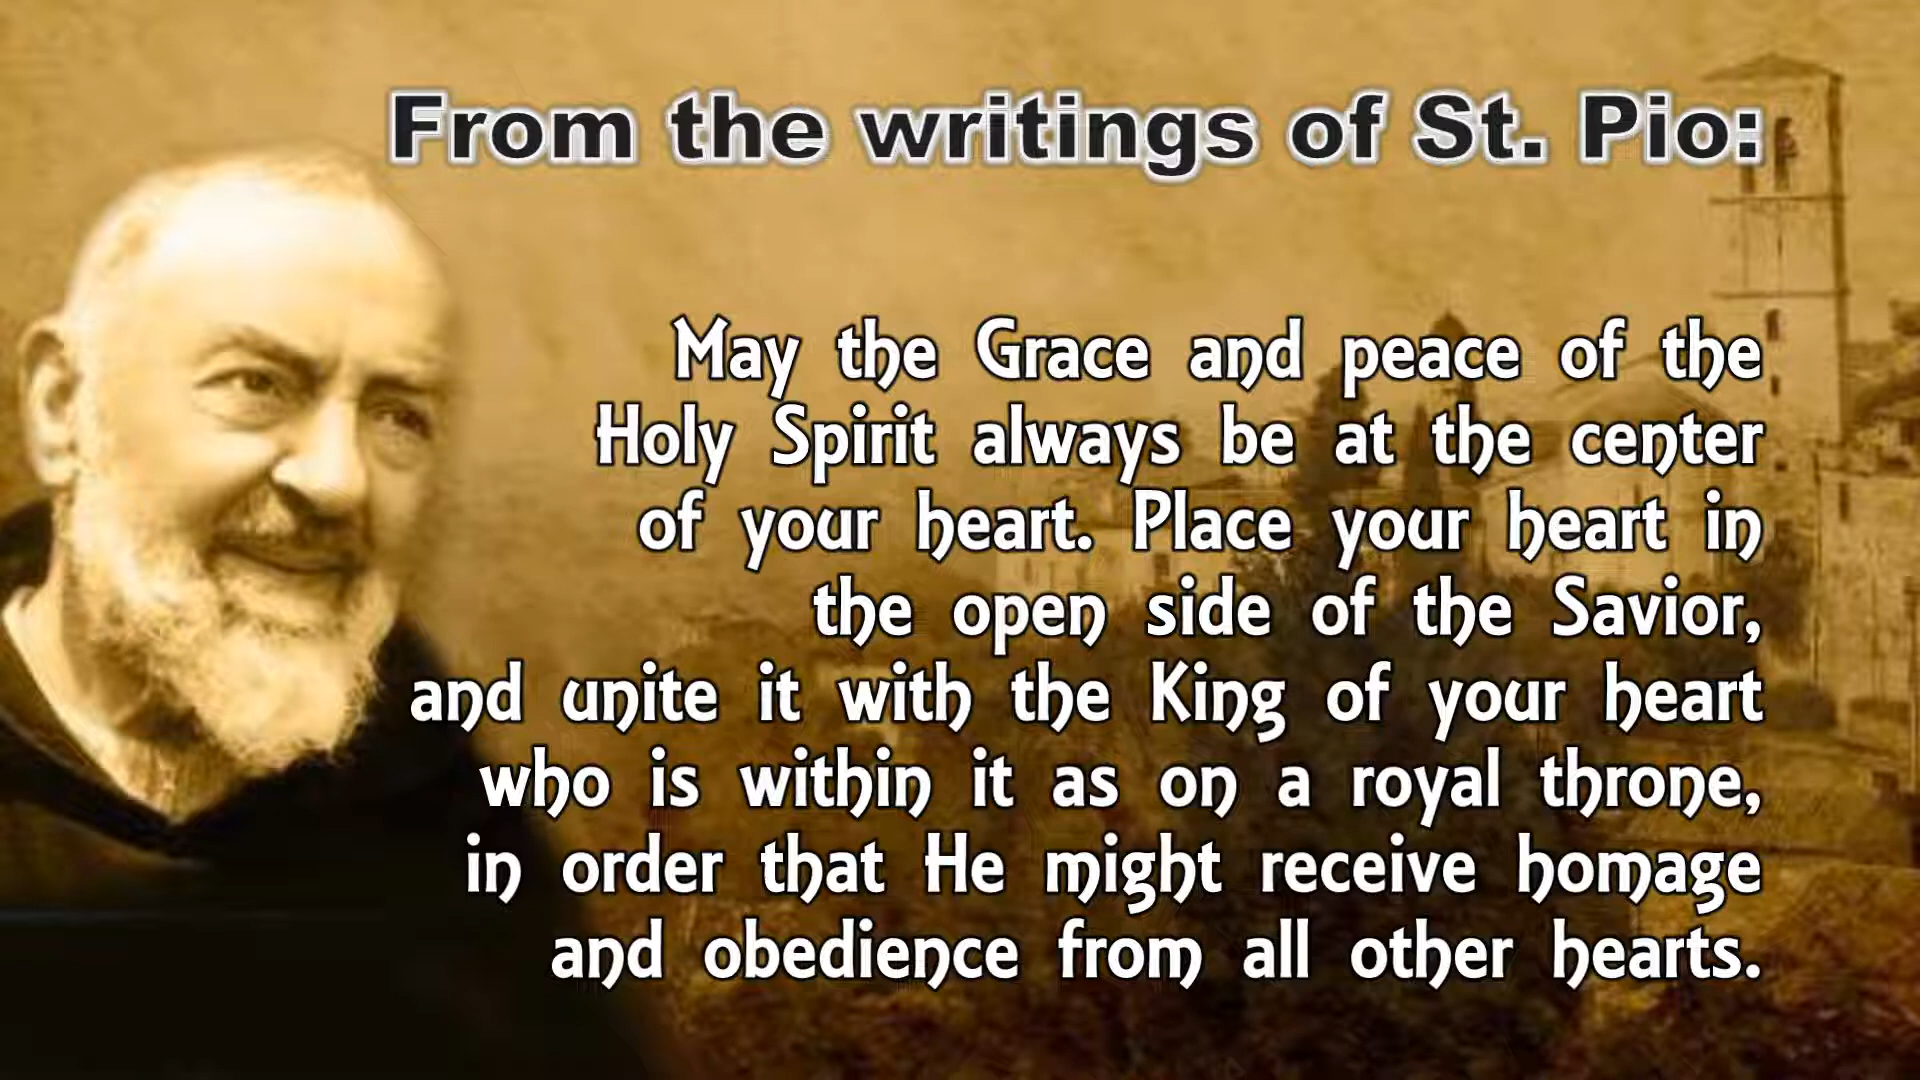 From the writings of St. Pio:
May the Grace and peace of the
Holy Spirit always be at the center
of your heart. Place your heart in
the open side of the Savior,
and unite it with the King of your heart
who is within it as on a royal throne,
in order that He might receive homage
and obedience from all other hearts.